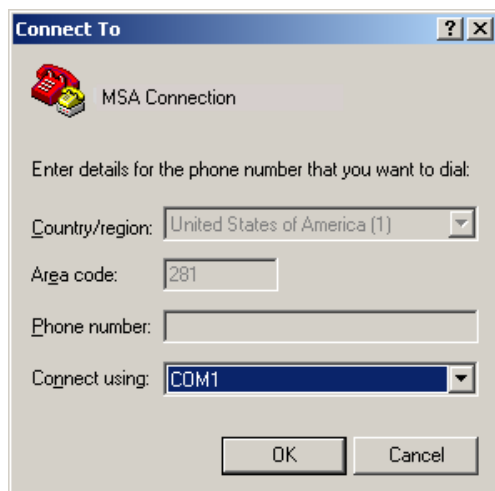 Connect To
MSA Connection
Enter details for the phone number that you want to dial:
Country/region: United States of America (1)
Area code: 281
Phone number:
Connect using: COM1
OK Cancel